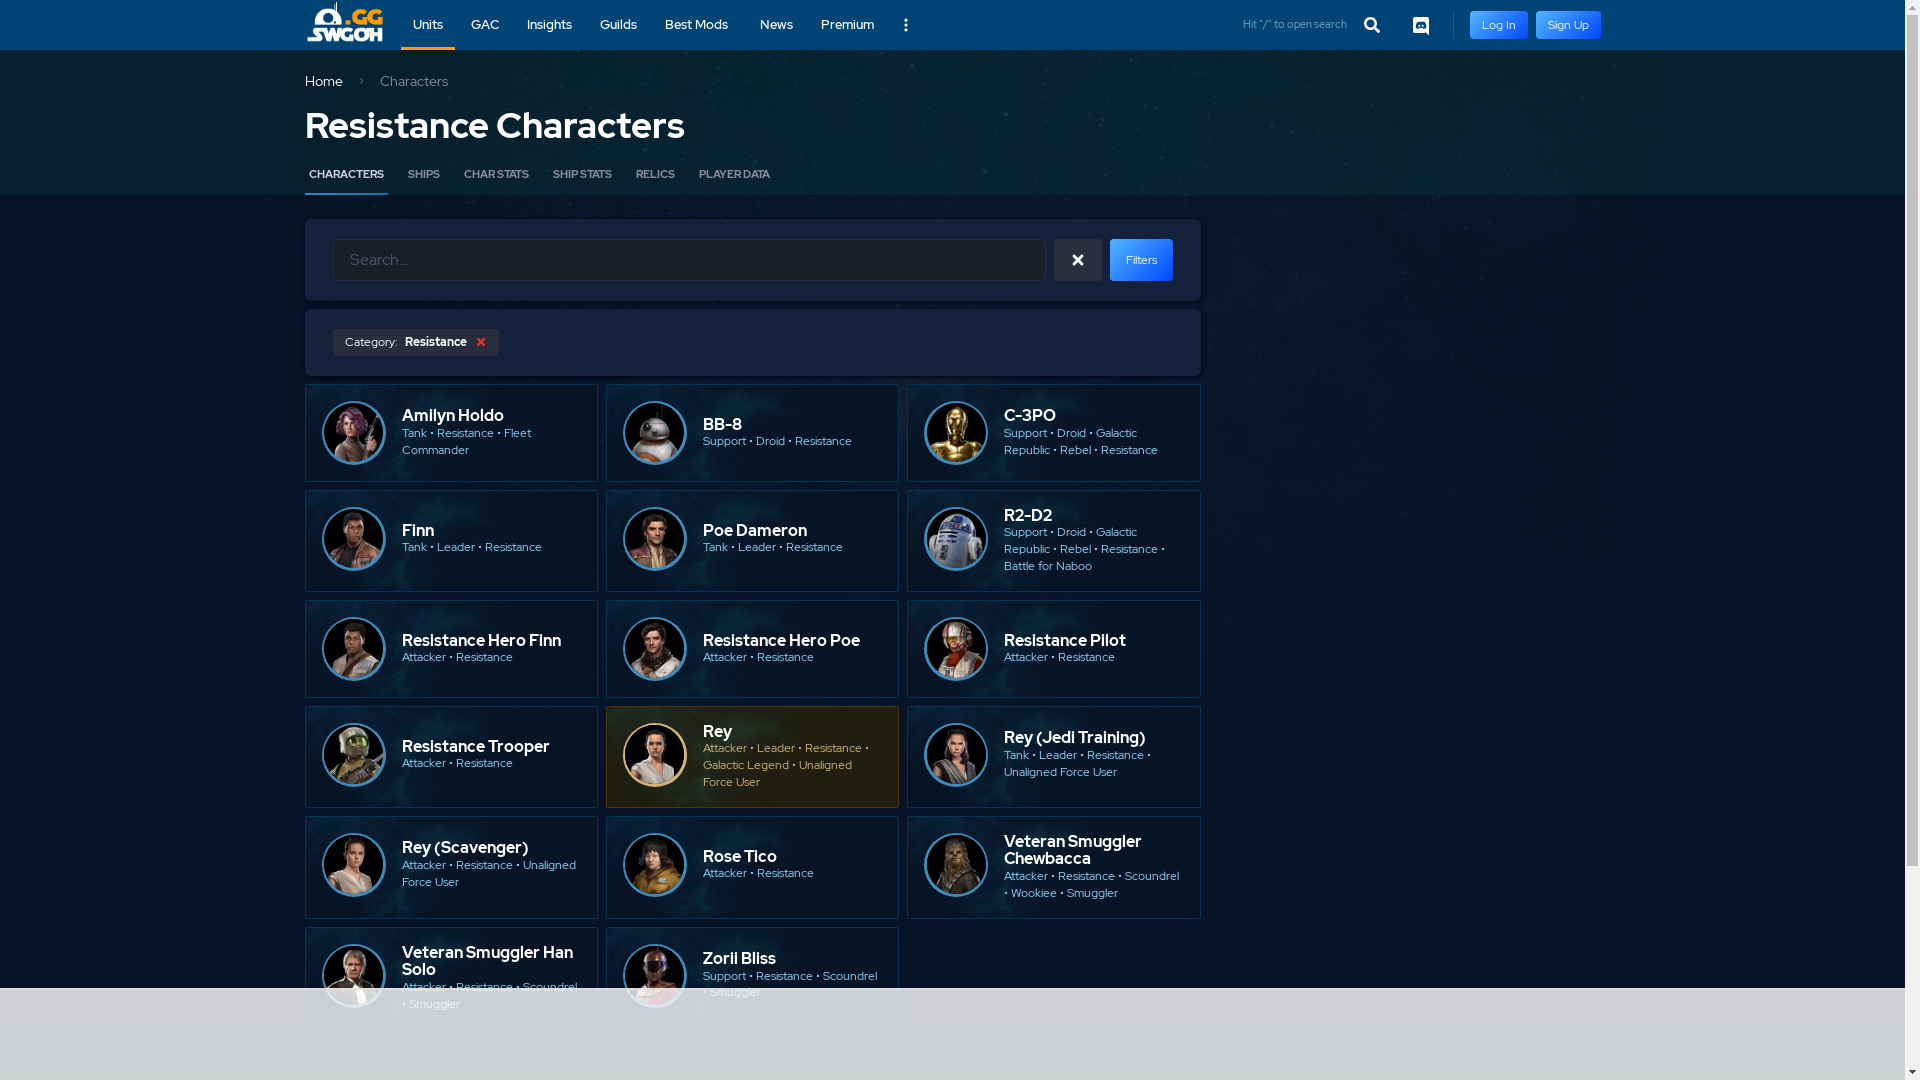 .GG
SWGOH
Units
GAC
Insights
Guilds
Best Mods
News
Premium
Hit "/" to open search
Log In
Sign Up
Home
Characters
Resistance Characters
CHARACTERS
SHIPS
CHAR STATS
SHIP STATS
RELICS
PLAYER DATA
Search...
Filters
Category: Resistance
Amilyn Holdo
Tank • Resistance • Fleet
Commander
BB-8
Support • Droid • Resistance
C-3PO
Support • Droid • Galactic
Republic • Rebel • Resistance
Finn
Tank • Leader • Resistance
Poe Dameron
Tank • Leader • Resistance
R2-D2
Support • Droid • Galactic
Republic • Rebel • Resistance •
Battle for Naboo
Resistance Hero Finn
Attacker • Resistance
Resistance Hero Poe
Attacker • Resistance
Resistance Pilot
Attacker • Resistance
Resistance Trooper
Attacker • Resistance
Rey
Attacker • Leader • Resistance •
Galactic Legend • Unaligned
Force User
Rey (Jedi Training)
Tank • Leader • Resistance •
Unaligned Force User
Rey (Scavenger)
Attacker • Resistance • Unaligned
Force User
Rose Tico
Attacker • Resistance
Veteran Smuggler
Chewbacca
Attacker • Resistance • Scoundrel
• Wookiee • Smuggler
Veteran Smuggler Han
Solo
Attacker • Resistance • Scoundrel
• Smuggler
Zorii Bliss
Support • Resistance • Scoundrel
• Smuggler